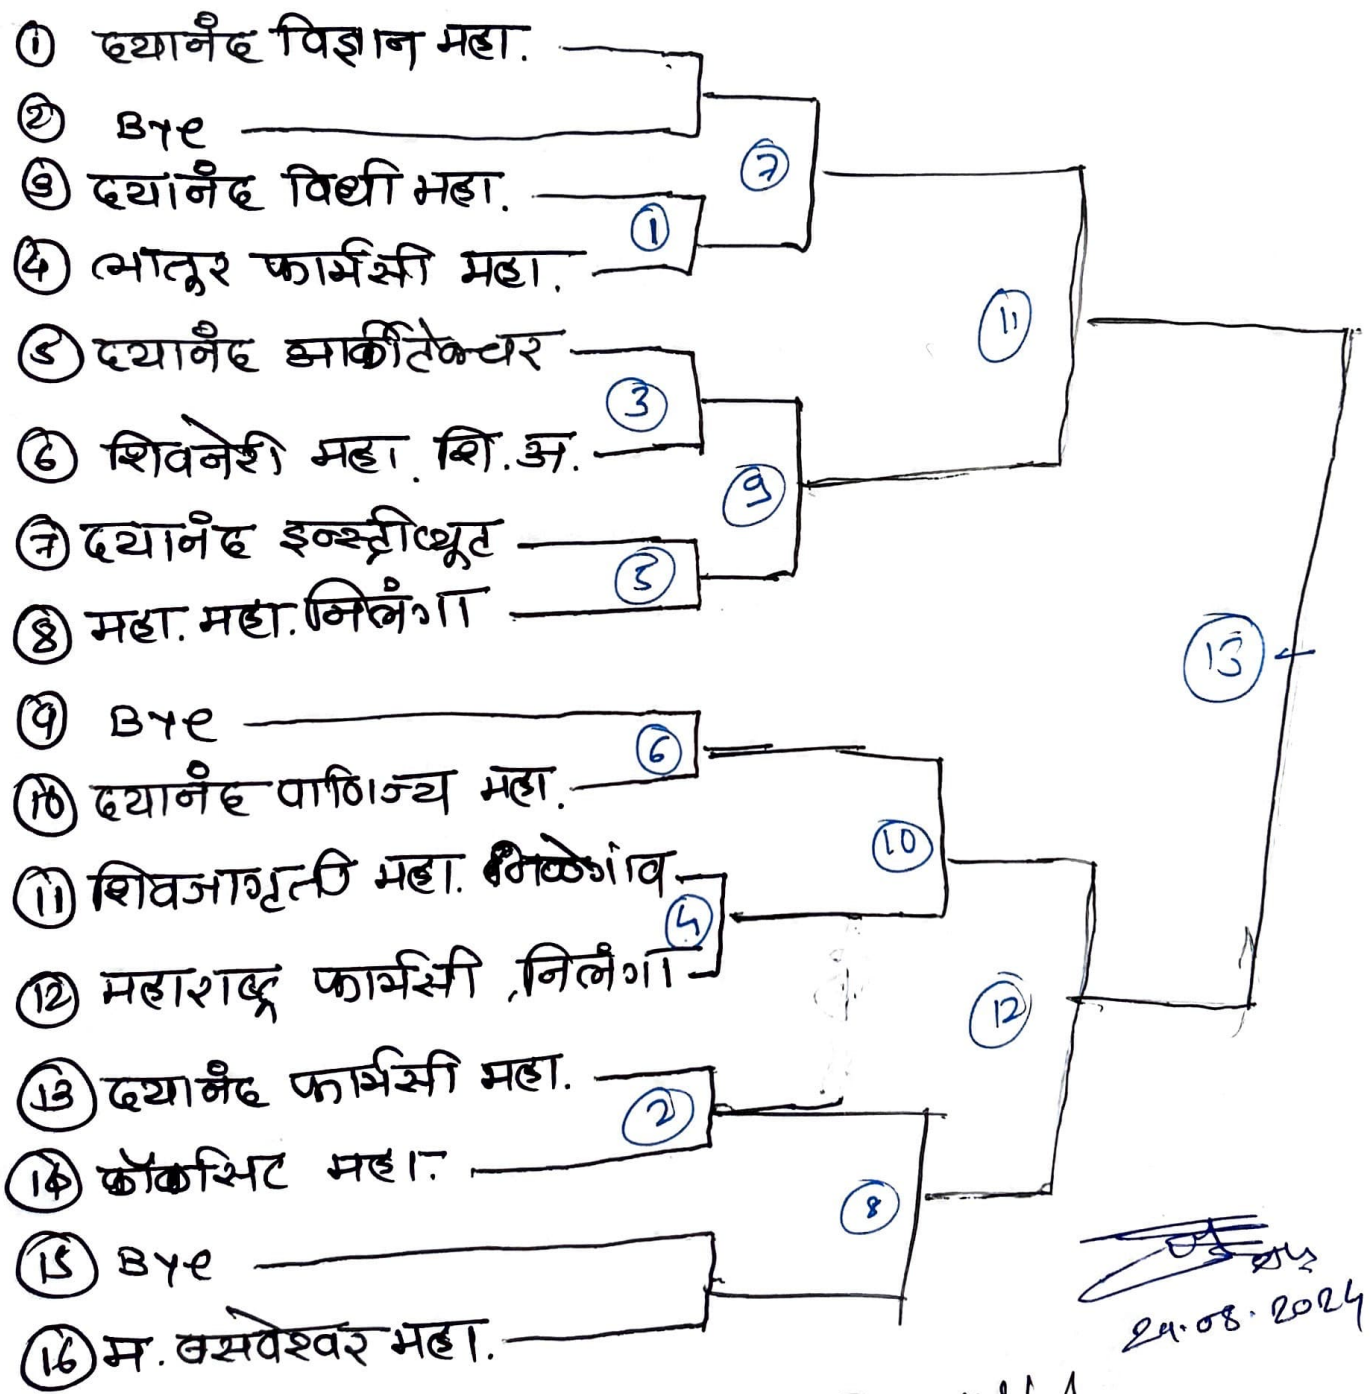 ① दयानंद विज्ञान महा.
② Bye
③ दयानंद विधी महा.
④ लातूर फार्मसी महा.
⑤ दयानंद आर्कीटेक्चर
⑥ शिवनेरी महा. शि.अ.
⑦ दयानंद इन्स्ट्रीट्यूट
⑧ महा. महा. निलंगा
⑨ Bye
⑩ दयानंद वाणिज्य महा.
⑪ शिवजागृती महा. नळेगांव
⑫ महाराष्ट्र फार्मसी, निलंगा
⑬ दयानंद फार्मसी महा.
⑭ कॉकसिट महा.
⑮ Bye
⑯ म. बसवेश्वर महा.
⑦
①
③
⑨
⑤
⑪
⑬
⑥
⑩
④
⑫
②
⑧
29.08.2024